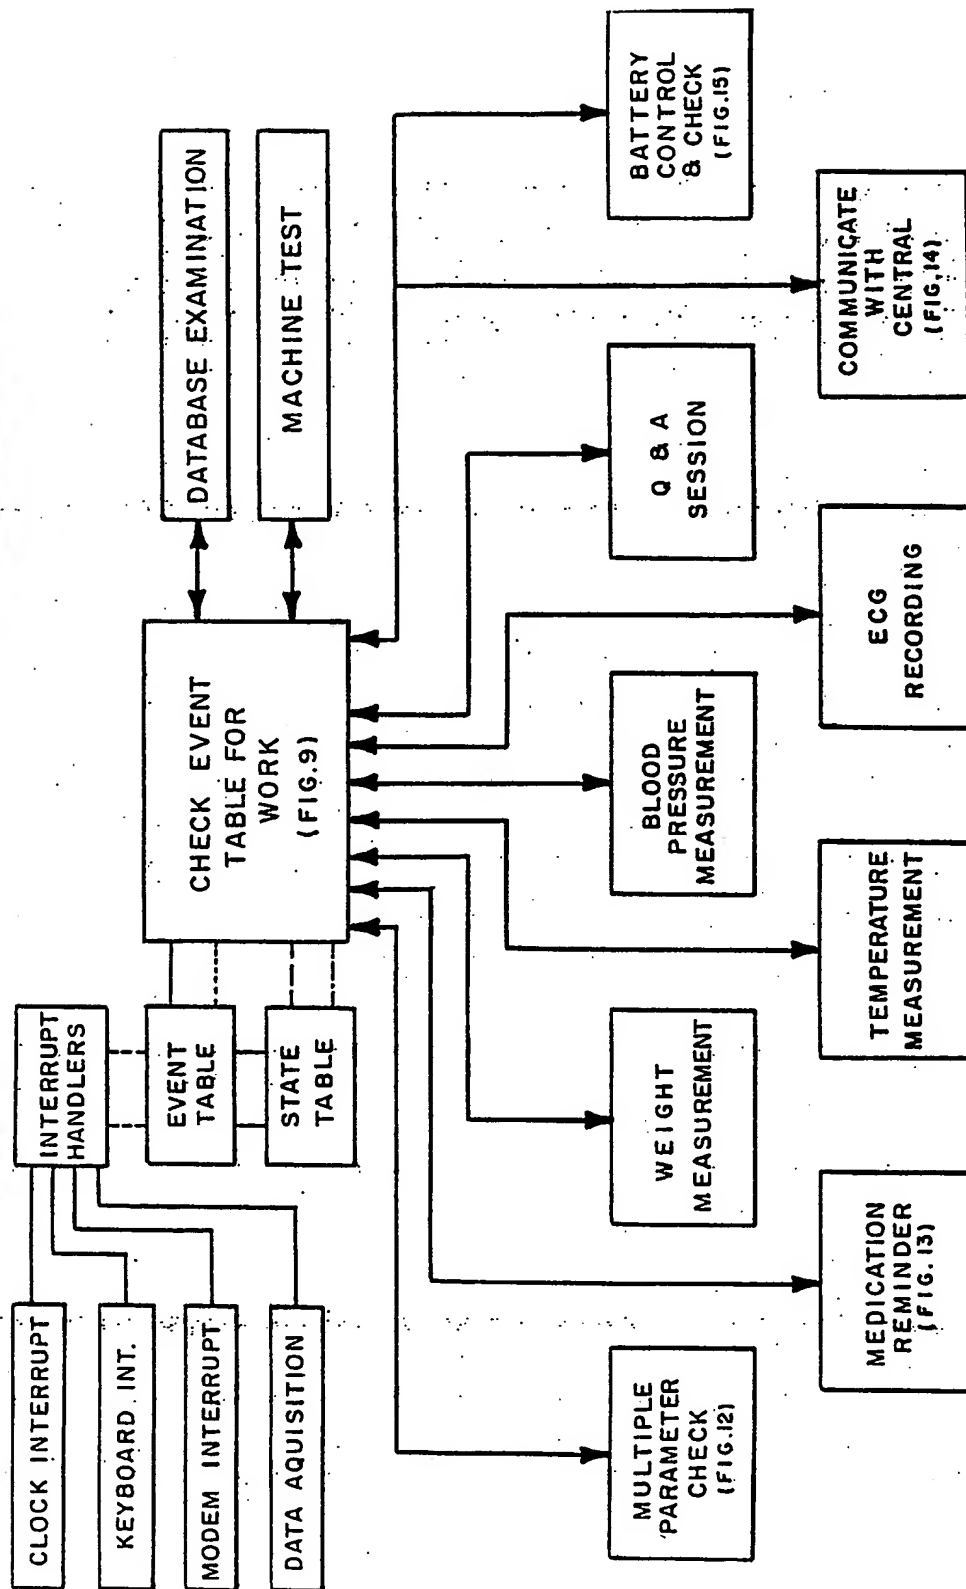 CLOCK INTERRUPT
KEYBOARD INT.
MODEM INTERRUPT
DATA AQUISITION
INTERRUPT
HANDLERS
EVENT
TABLE
STATE
TABLE
CHECK EVENT
TABLE FOR
WORK
(FIG.9)
DATABASE EXAMINATION
MACHINE TEST
MULTIPLE
PARAMETER
CHECK
(FIG.12)
MEDICATION
REMINDER
(FIG.13)
WEIGHT
MEASUREMENT
TEMPERATURE
MEASUREMENT
BLOOD
PRESSURE
MEASUREMENT
ECG
RECORDING
Q & A
SESSION
COMMUNICATE
WITH
CENTRAL
(FIG.14)
BATTERY
CONTROL
& CHECK
(FIG.15)